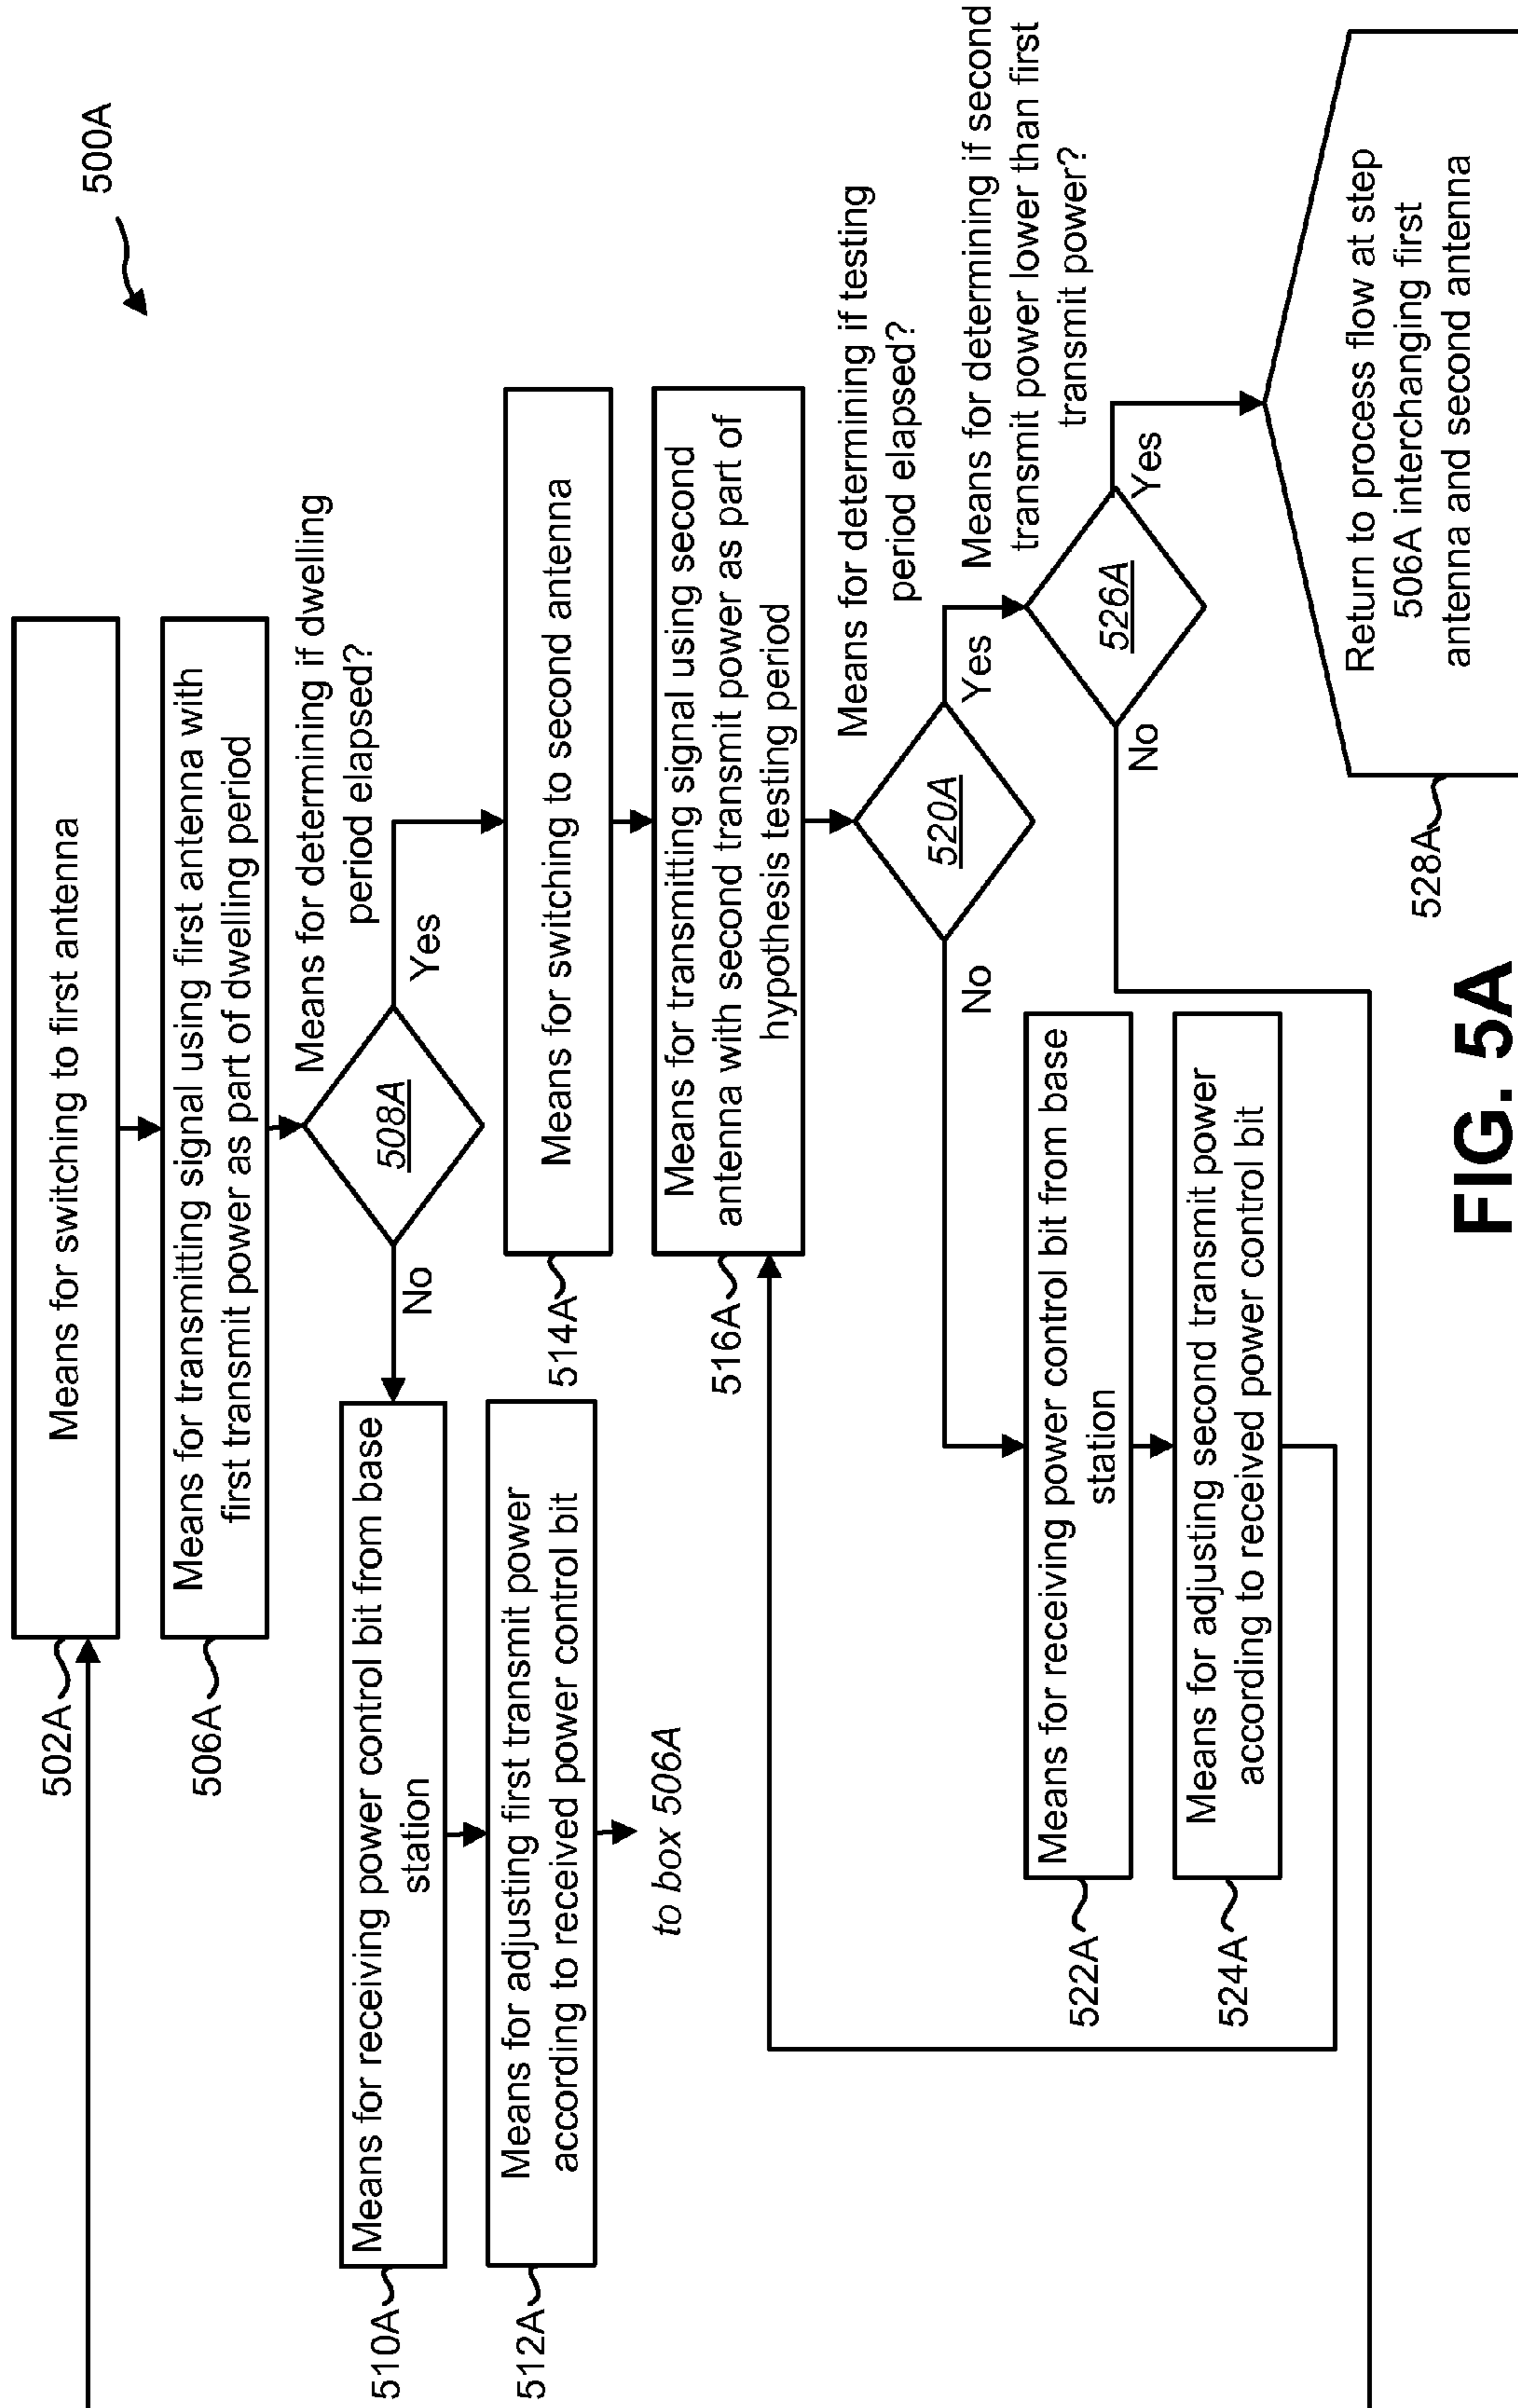 500A
Means for switching to first antenna
502A
Means for transmitting signal using first antenna with
first transmit power as part of dwelling period
506A
Means for determining if dwelling
period elapsed?
508A
No
Yes
Means for receiving power control bit from base
station
510A
Means for adjusting first transmit power
according to received power control bit
512A
to box 506A
Means for switching to second antenna
514A
Means for transmitting signal using second
antenna with second transmit power as part of
hypothesis testing period
516A
Means for determining if testing
period elapsed?
520A
No
Yes
Means for receiving power control bit from base
station
522A
Means for adjusting second transmit power
according to received power control bit
524A
Means for determining if second
transmit power lower than first
transmit power?
526A
No
Yes
Return to process flow at step
506A interchanging first
antenna and second antenna
528A
FIG. 5A